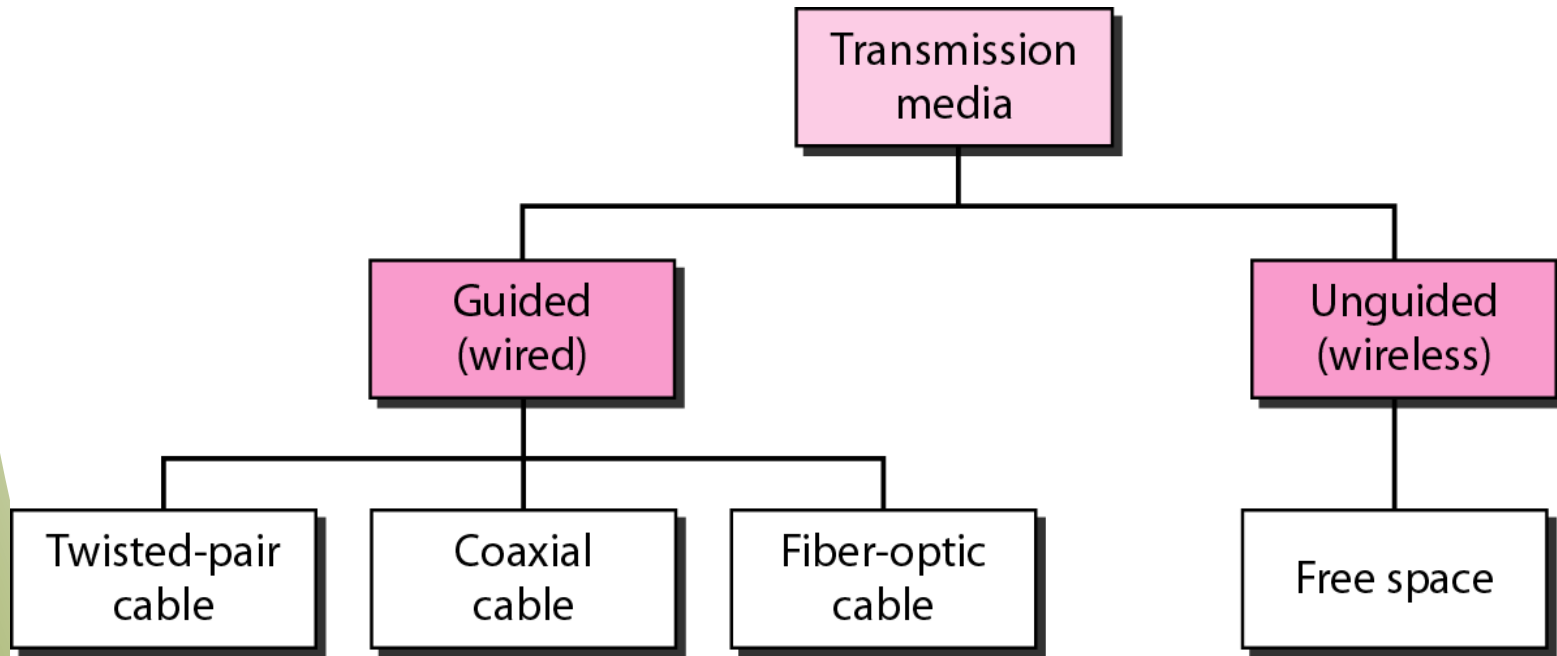 Transmission
media
Guided
(wired)
Unguided
(wireless)
Twisted-pair
cable
Coaxial
cable
Fiber-optic
cable
Free space